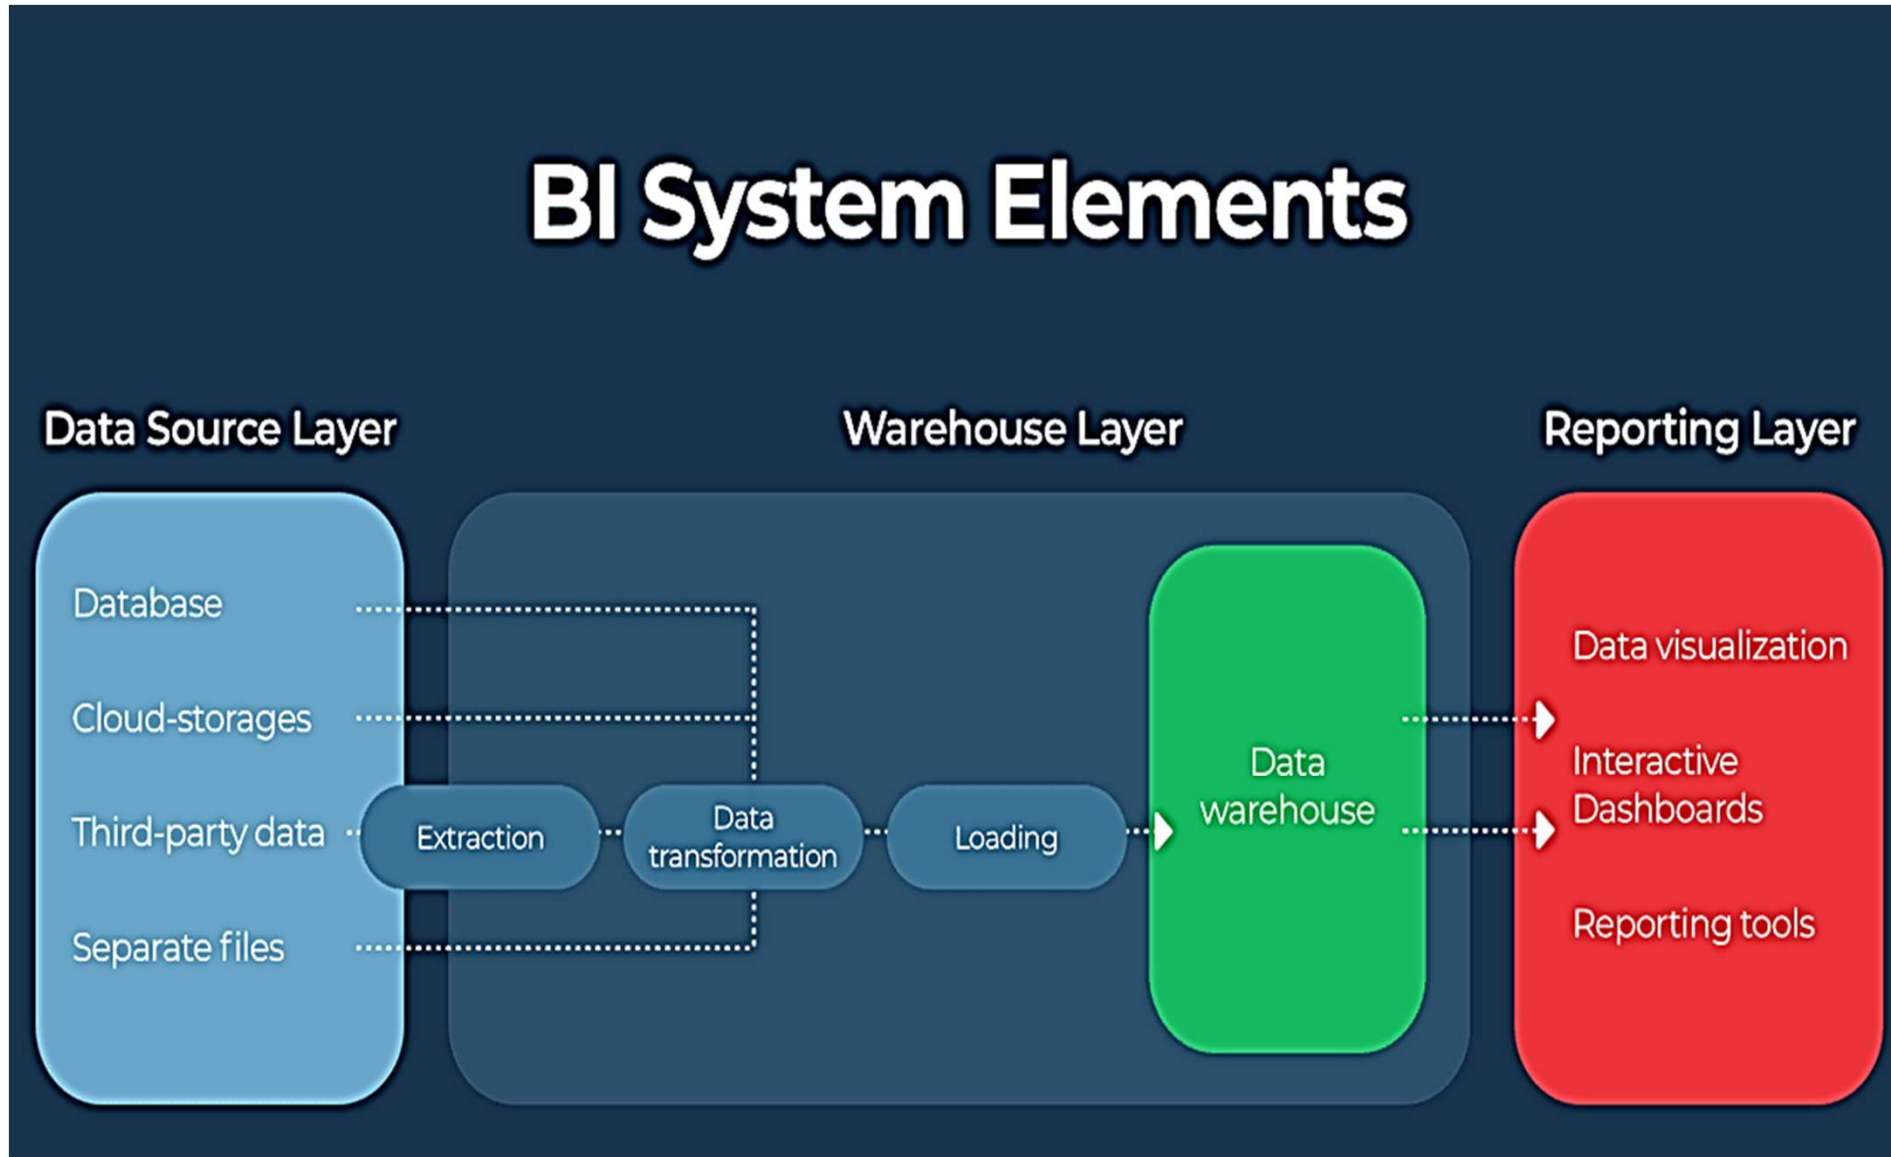 BI System Elements
Data Source Layer
Warehouse Layer
Reporting Layer
Database
Cloud-storages
Third-party data
Separate files
Extraction
Data
transformation
Loading
Data
warehouse
Data visualization
Interactive
Dashboards
Reporting tools